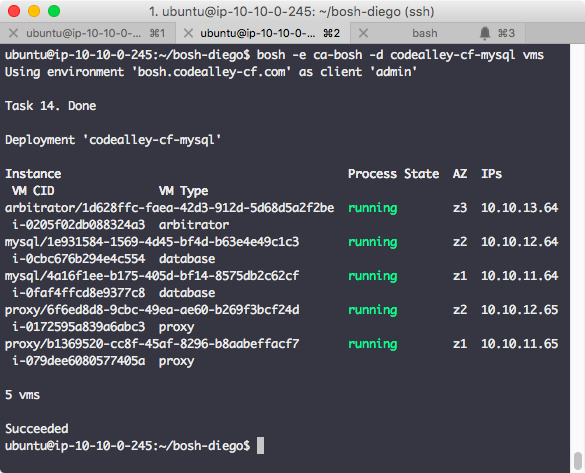 1. ubuntu@ip-10-10-0-245: ~/bosh-diego (ssh)
ubuntu@ip-10-10-0-... ⌘1 ubuntu@ip-10-10-0-... ⌘2 bash ⌘3
ubuntu@ip-10-10-0-245:~/bosh-diego$ bosh -e ca-bosh -d codealley-cf-mysql vms
Using environment 'bosh.codealley-cf.com' as client 'admin'
Task 14. Done
Deployment 'codealley-cf-mysql'
Instance Process State AZ IPs
VM CID VM Type
arbitrator/1d628ffc-faea-42d3-912d-5d68d5a2f2be running z3 10.10.13.64
i-0205f02db088324a3 arbitrator
mysql/1e931584-1569-4d45-bf4d-b63e4e49c1c3 running z2 10.10.12.64
i-0cbc676b294e4c554 database
mysql/4a16f1ee-b175-405d-bf14-8575db2c62cf running z1 10.10.11.64
i-0faf4ffcd8e9377c8 database
proxy/6f6ed8d8-9cbc-49ea-ae60-b269f3bcf24d running z2 10.10.12.65
i-0172595a839a6abc3 proxy
proxy/b1369520-cc8f-45af-8296-b8aabeffacf7 running z1 10.10.11.65
i-079dee6080577405a proxy
5 vms
Succeeded
ubuntu@ip-10-10-0-245:~/bosh-diego$